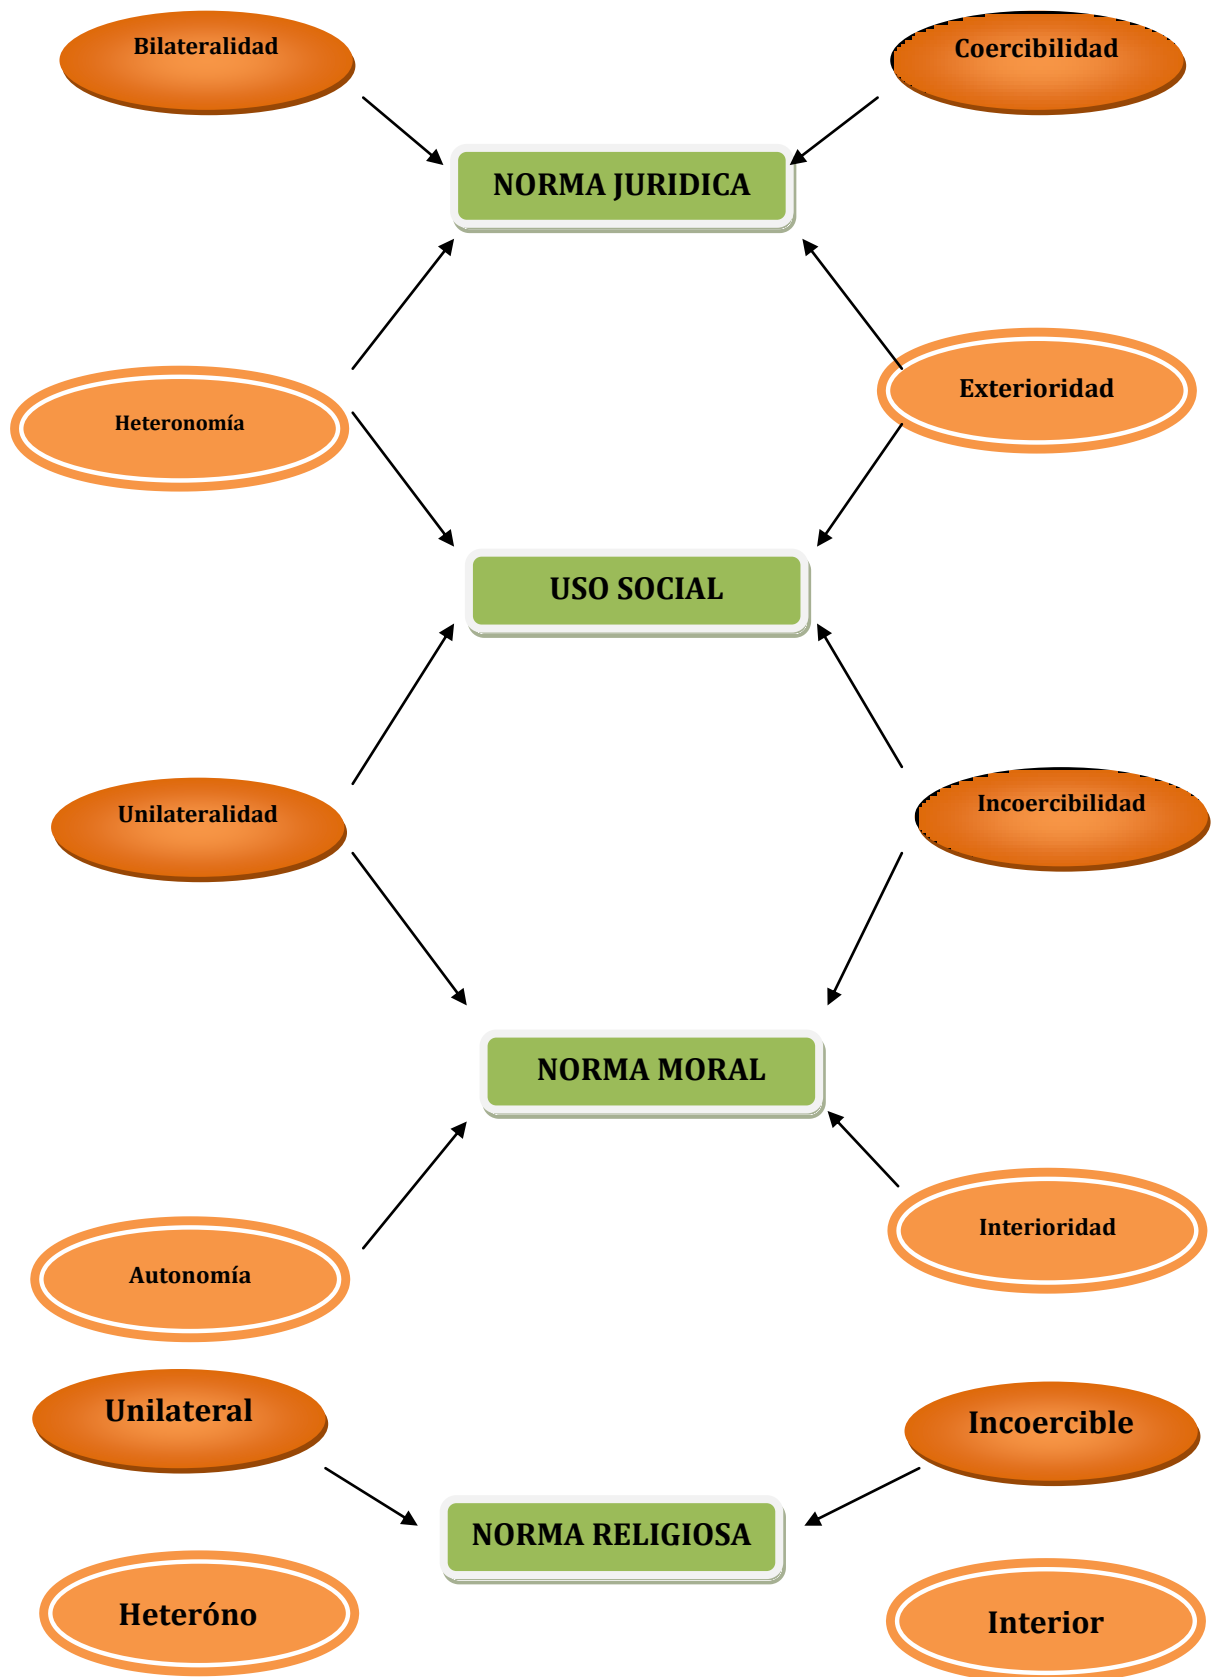 Bilateralidad
Coercibilidad
NORMA JURIDICA
Heteronomía
Exterioridad
USO SOCIAL
Unilateralidad
Incoercibilidad
NORMA MORAL
Interioridad
Autonomía
Unilateral
Incoercible
NORMA RELIGIOSA
Heteróno
Interior